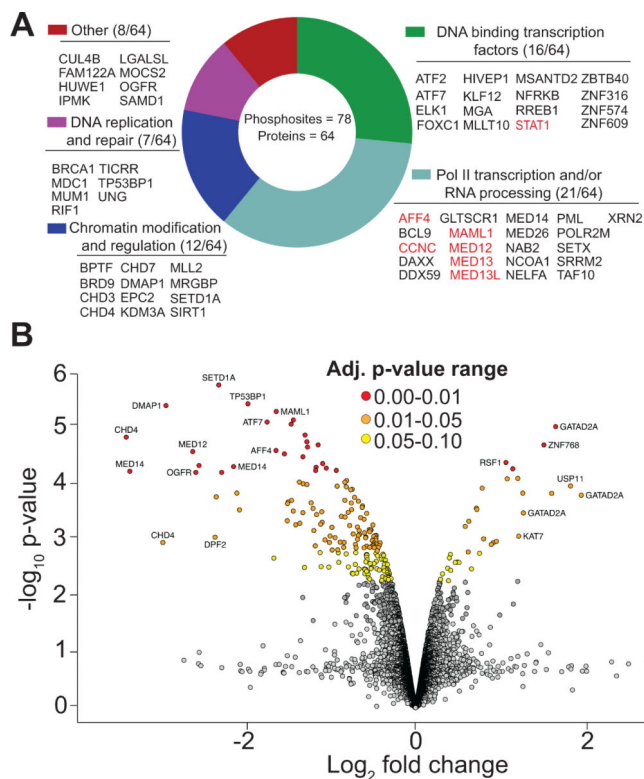 A
Other (8/64)
CUL4B LGALSL
FAM122A MOCS2
HUWE1 OGFR
IPMK SAMD1
DNA replication
and repair (7/64)
BRCA1 TICRR
MDC1 TP53BP1
MUM1 UNG
RIF1
Chromatin modification
and regulation (12/64)
BPTF CHD7 MLL2
BRD9 DMAP1 MRGBP
CHD3 EPC2 SETD1A
CHD4 KDM3A SIRT1
Phosphosites = 78
Proteins = 64
DNA binding transcription
factors (16/64)
ATF2 HIVEP1 MSANTD2 ZBTB40
ATF7 KLF12 NFRKB ZNF316
ELK1 MGA RREB1 ZNF574
FOXC1 MLLT10 STAT1 ZNF609
Pol II transcription and/or
RNA processing (21/64)
AFF4 GLTSCR1 MED14 PML XRN2
BCL9 MAML1 MED26 POLR2M
CCNC MED12 NAB2 SETX
DAXX MED13 NCOA1 SRRM2
DDX59 MED13L NELFA TAF10
B
Adj. p-value range
0.00-0.01
0.01-0.05
0.05-0.10
SETD1A
DMAP1
TP53BP1
MAML1
ATF7
CHD4
MED12
AFF4
MED14
OGFR
MED14
CHD4
DPF2
GATAD2A
ZNF768
RSF1
USP11
GATAD2A
GATAD2A
KAT7
-log10 p-value
6
5
4
3
2
1
0
-2
0
2
Log2 fold change